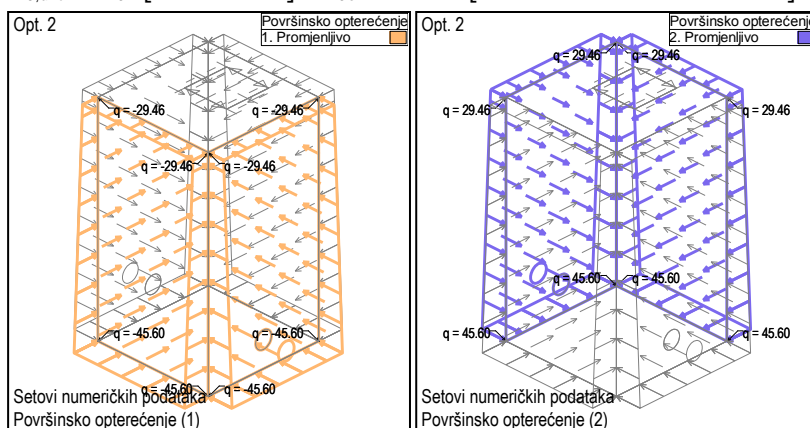 Opt. 2
Površinsko opterećenje
1. Promjenljivo
q = -29.46
q = -29.46
q = -29.46
q = -29.46
q = -45.60
q = -45.60
q = -45.60
q = -45.60
Setovi numeričkih podataka
Površinsko opterećenje (1)
Opt. 2
Površinsko opterećenje
2. Promjenljivo
q = 29.46
q = 29.46
q = 29.46
q = 29.46
q = 45.60
q = 45.60
q = 45.60
q = 45.60
Setovi numeričkih podataka
Površinsko opterećenje (2)